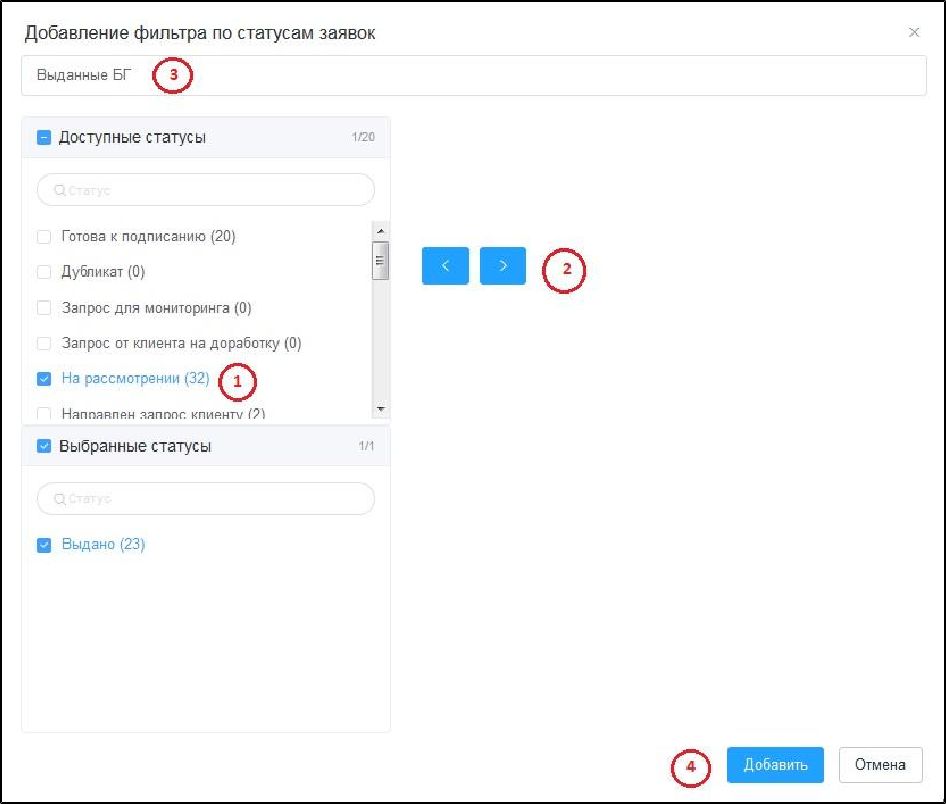 Добавление фильтра по статусам заявок
Выданные БГ 3
Доступные статусы 1/20
Статус
Готова к подписанию (20)
Дубликат (0)
Запрос для мониторинга (0)
2
Запрос от клиента на доработку (0)
На рассмотрении (32) 1
Направлен запрос клиенту (2)
Выбранные статусы 1/1
Статус
Выдано (23)
4 Добавить Отмена